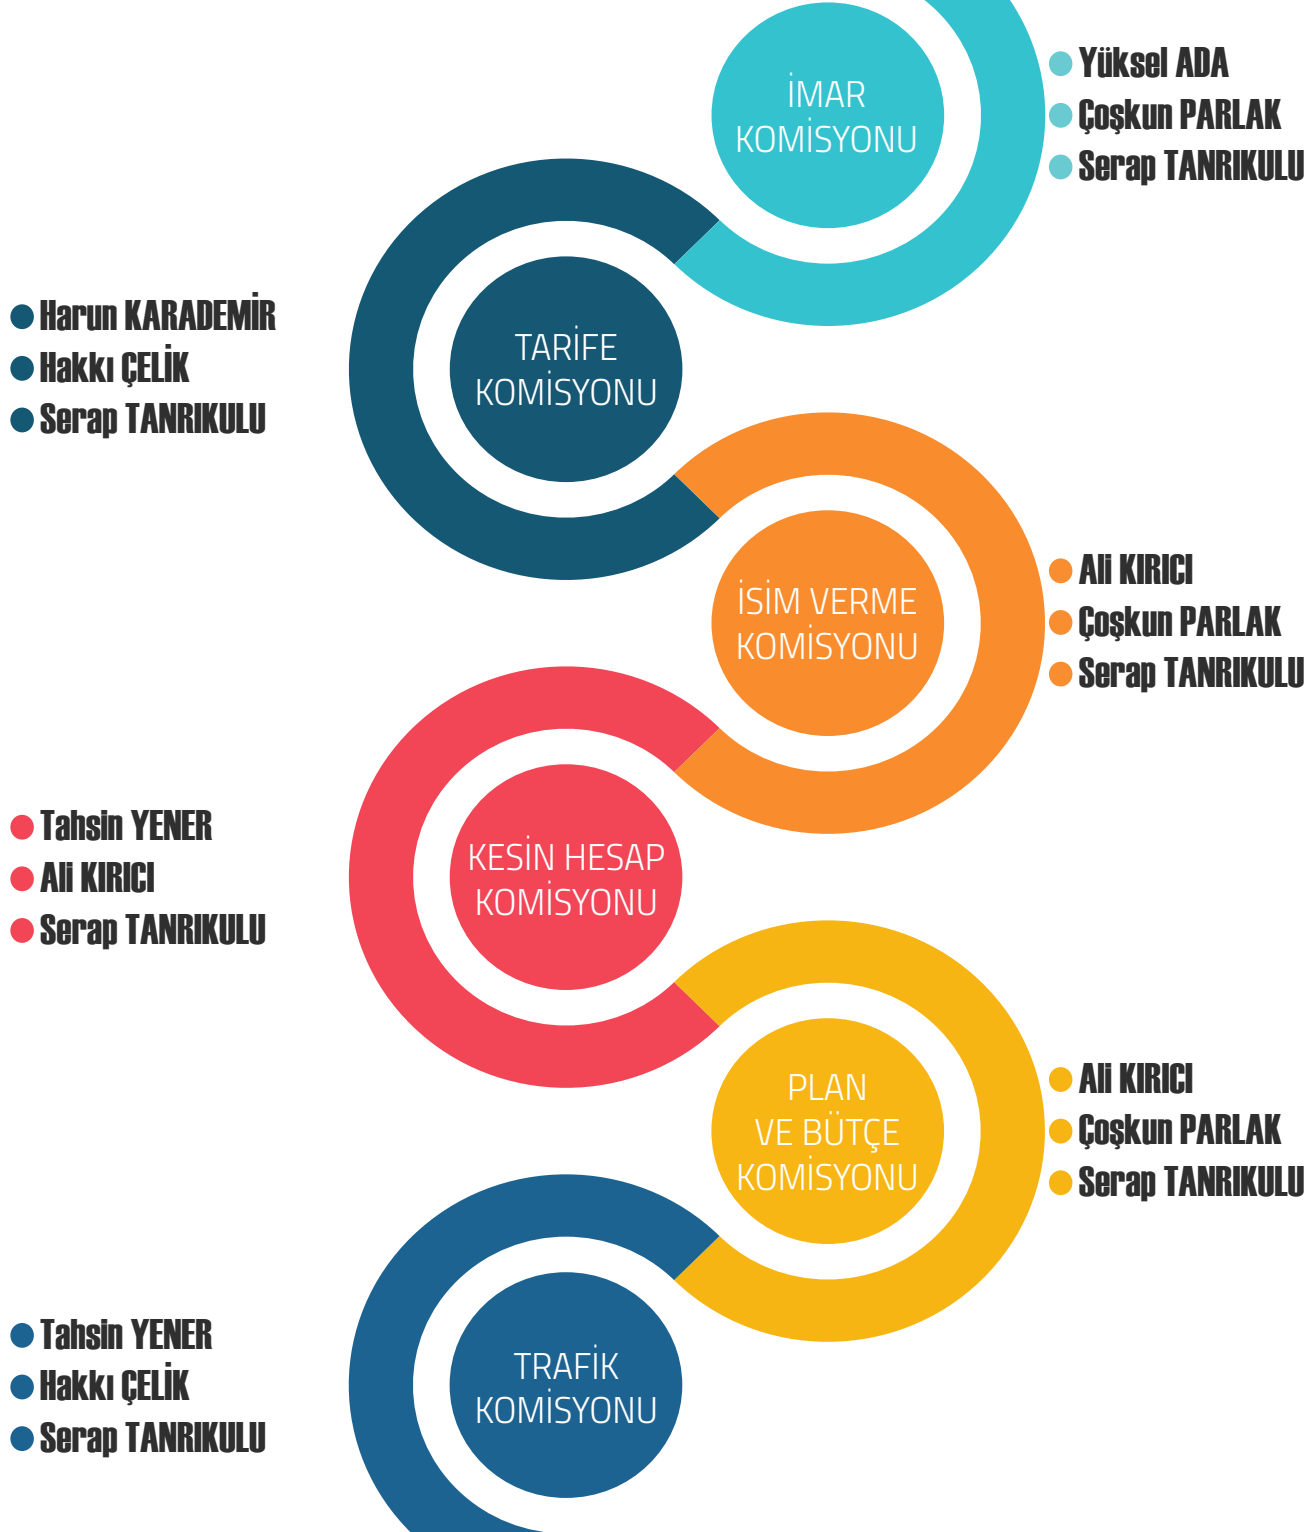 İMAR
KOMİSYONU
Yüksel ADA
Çoşkun PARLAK
Serap TANRIKULU
TARİFE
KOMİSYONU
Harun KARADEMİR
Hakkı ÇELİK
Serap TANRIKULU
İSİM VERME
KOMİSYONU
Ali KIRICI
Çoşkun PARLAK
Serap TANRIKULU
KESİN HESAP
KOMİSYONU
Tahsin YENER
Ali KIRICI
Serap TANRIKULU
PLAN
VE BÜTÇE
KOMİSYONU
Ali KIRICI
Çoşkun PARLAK
Serap TANRIKULU
TRAFİK
KOMİSYONU
Tahsin YENER
Hakkı ÇELİK
Serap TANRIKULU